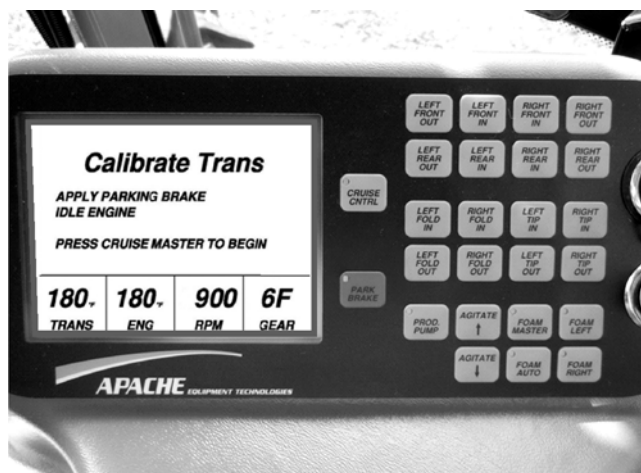 Calibrate Trans
APPLY PARKING BRAKE
IDLE ENGINE
PRESS CRUISE MASTER TO BEGIN
180°F 180°F 900 6F
TRANS ENG RPM GEAR
APACHE EQUIPMENT TECHNOLOGIES
CRUISE
CNTRL
PARK
BRAKE
LEFT
FRONT
OUT
LEFT
FRONT
IN
RIGHT
FRONT
IN
RIGHT
FRONT
OUT
LEFT
REAR
OUT
LEFT
REAR
IN
RIGHT
REAR
IN
RIGHT
REAR
OUT
LEFT
FOLD
IN
RIGHT
FOLD
IN
LEFT
TIP
IN
RIGHT
TIP
IN
LEFT
FOLD
OUT
RIGHT
FOLD
OUT
LEFT
TIP
OUT
RIGHT
TIP
OUT
PROD.
PUMP
AGITATE
↑
FOAM
MASTER
FOAM
LEFT
AGITATE
↓
FOAM
AUTO
FOAM
RIGHT